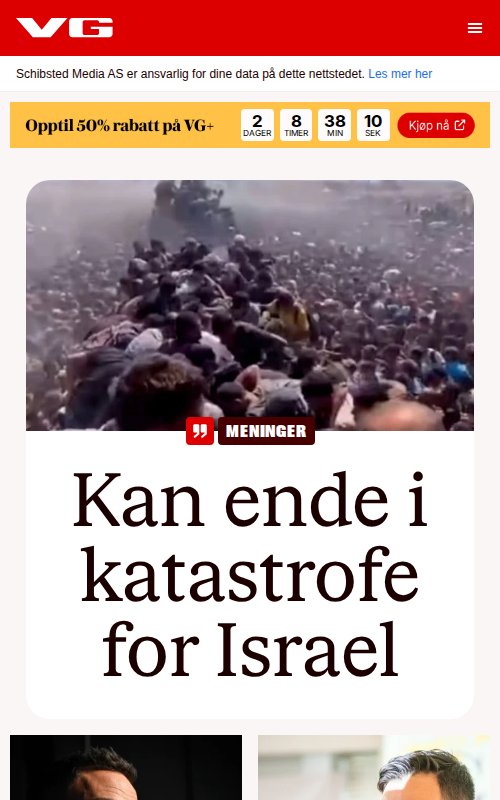 VG
Schibsted Media AS er ansvarlig for dine data på dette nettstedet. Les mer her
Opptil 50% rabatt på VG+
2 8 38 10
DAGER TIMER MIN SEK
Kjøp nå
MENINGER
Kan ende i
katastrofe
for Israel